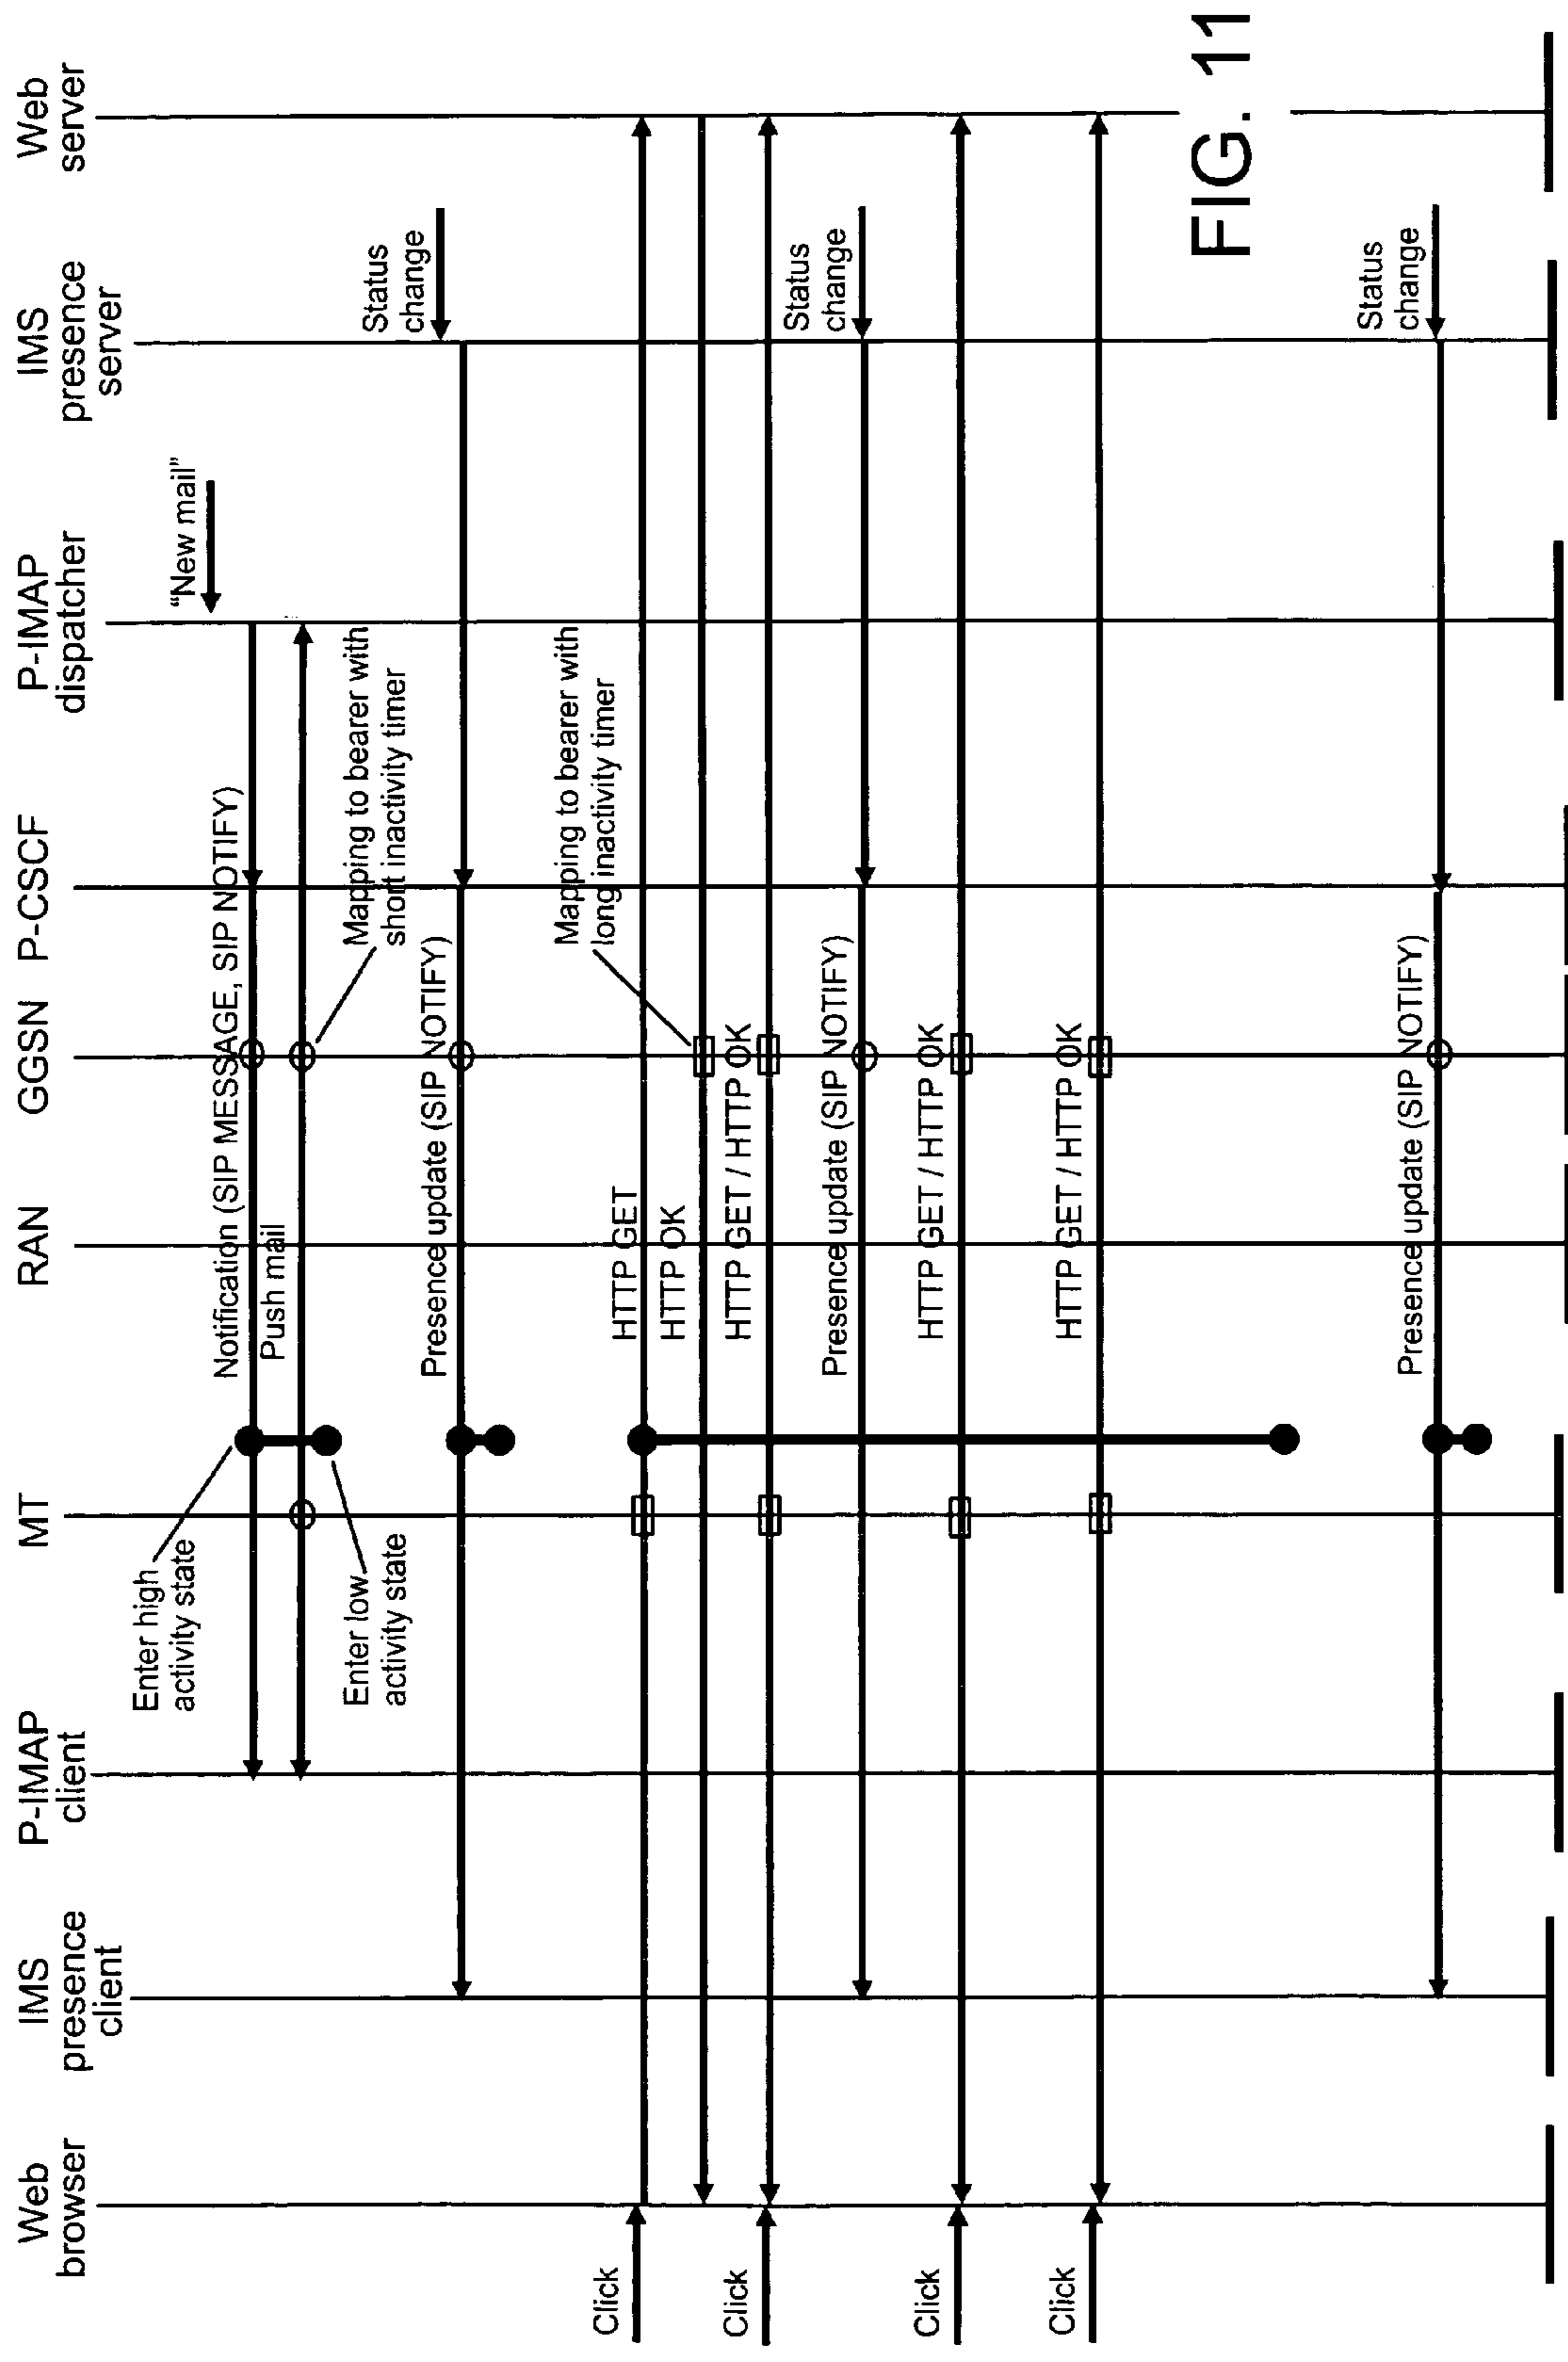 Web
browser
IMS
presence
client
P-IMAP
client
MT
RAN
GGSN
P-CSCF
P-IMAP
dispatcher
IMS
presence
server
Web
server
Enter high
activity state
Notification (SIP MESSAGE, SIP NOTIFY)
"New mail"
Push mail
Enter low
activity state
Mapping to bearer with
short inactivity timer
Status
change
Presence update (SIP NOTIFY)
Click
HTTP GET
Mapping to bearer with
long inactivity timer
HTTP OK
Click
HTTP GET / HTTP OK
Status
change
Presence update (SIP NOTIFY)
Click
HTTP GET / HTTP OK
Click
HTTP GET / HTTP OK
Status
change
Presence update (SIP NOTIFY)
FIG. 11